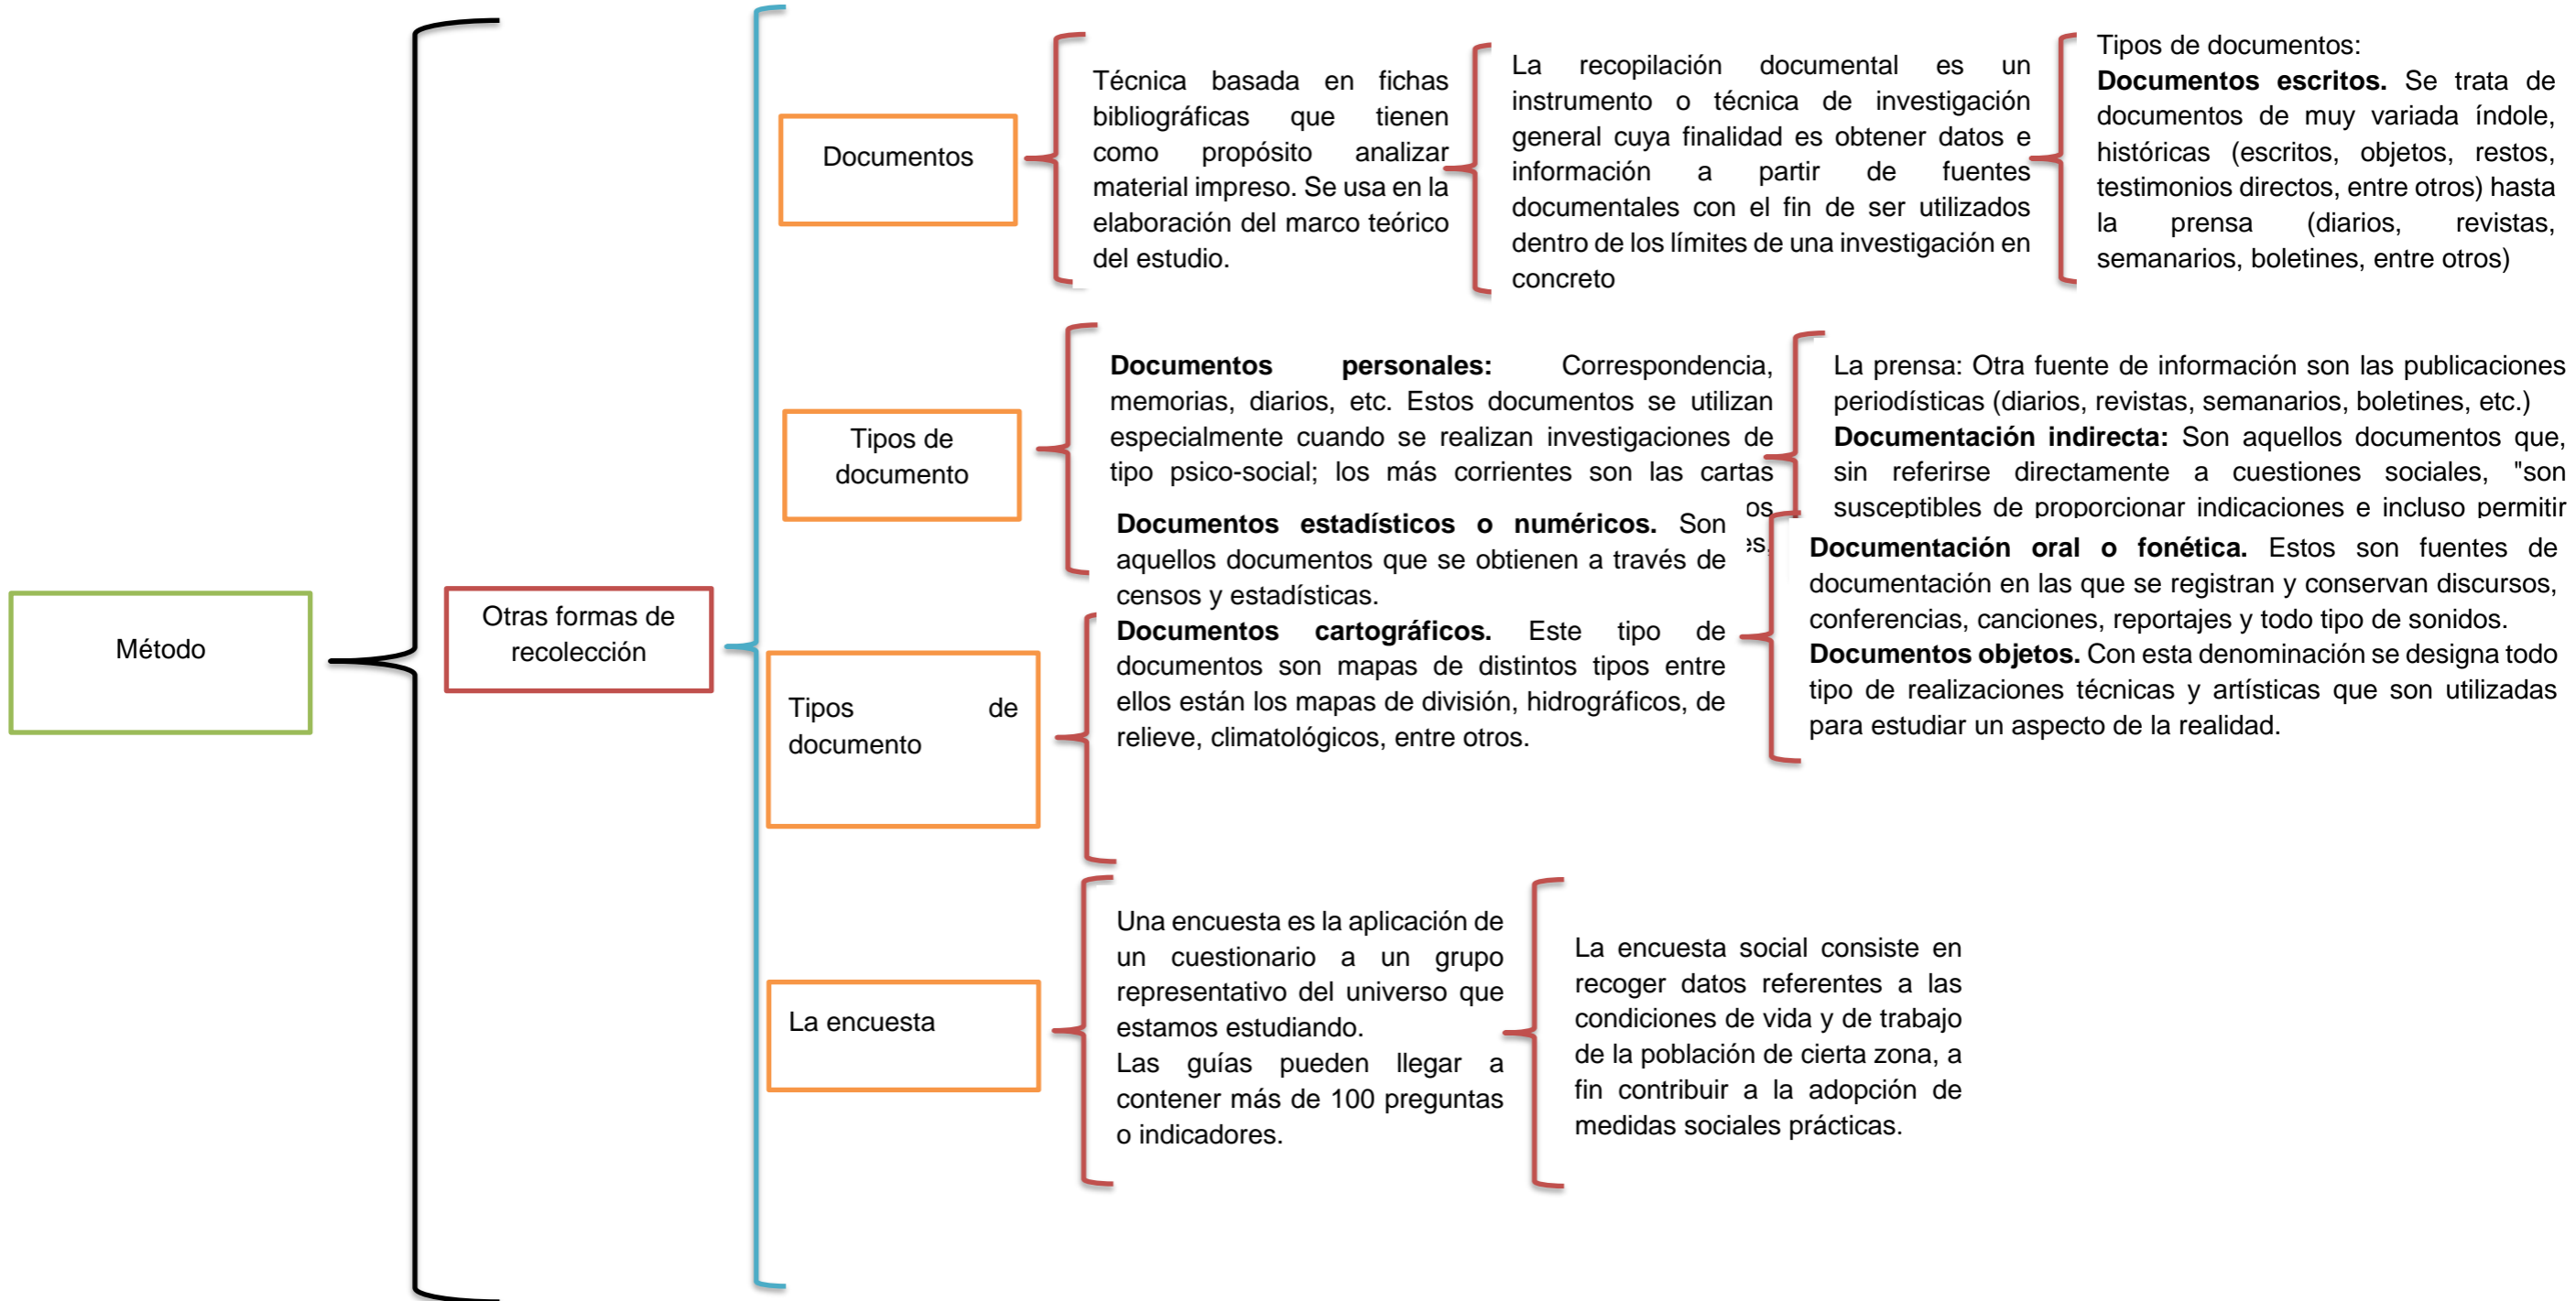 Método
Otras formas de
recolección
Documentos
Técnica basada en fichas
bibliográficas que tienen
como propósito analizar
material impreso. Se usa en la
elaboración del marco teórico
del estudio.
La recopilación documental es un
instrumento o técnica de investigación
general cuya finalidad es obtener datos e
información a partir de fuentes
documentales con el fin de ser utilizados
dentro de los límites de una investigación en
concreto
Tipos de documentos:
Documentos escritos. Se trata de
documentos de muy variada índole,
históricas (escritos, objetos, restos,
testimonios directos, entre otros) hasta
la prensa (diarios, revistas,
semanarios, boletines, entre otros)
Tipos de
documento
Documentos personales: Correspondencia,
memorias, diarios, etc. Estos documentos se utilizan
especialmente cuando se realizan investigaciones de
tipo psico-social; los más corrientes son las cartas
La prensa: Otra fuente de información son las publicaciones
periodísticas (diarios, revistas, semanarios, boletines, etc.)
Documentación indirecta: Son aquellos documentos que,
sin referirse directamente a cuestiones sociales, "son
susceptibles de proporcionar indicaciones e incluso permitir
Tipos de
documento
Documentos estadísticos o numéricos. Son
aquellos documentos que se obtienen a través de
censos y estadísticas.
Documentos cartográficos. Este tipo de
documentos son mapas de distintos tipos entre
ellos están los mapas de división, hidrográficos, de
relieve, climatológicos, entre otros.
Documentación oral o fonética. Estos son fuentes de
documentación en las que se registran y conservan discursos,
conferencias, canciones, reportajes y todo tipo de sonidos.
Documentos objetos. Con esta denominación se designa todo
tipo de realizaciones técnicas y artísticas que son utilizadas
para estudiar un aspecto de la realidad.
La encuesta
Una encuesta es la aplicación de
un cuestionario a un grupo
representativo del universo que
estamos estudiando.
Las guías pueden llegar a
contener más de 100 preguntas
o indicadores.
La encuesta social consiste en
recoger datos referentes a las
condiciones de vida y de trabajo
de la población de cierta zona, a
fin contribuir a la adopción de
medidas sociales prácticas.